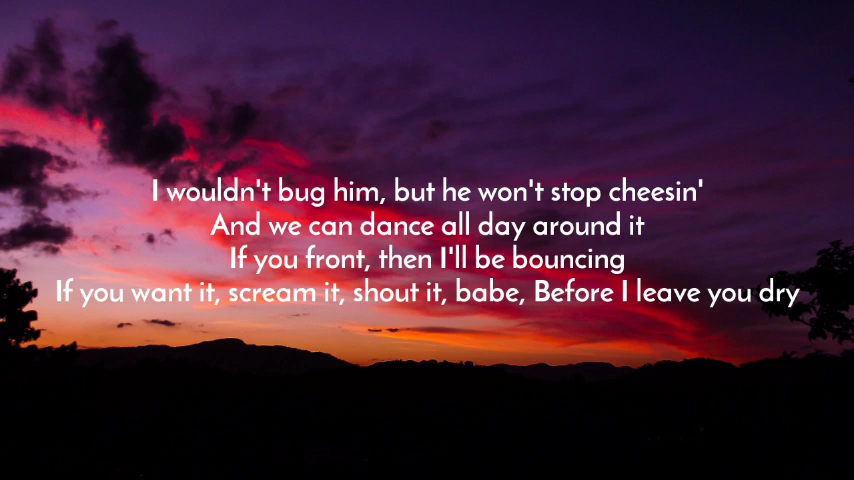 I wouldn't bug him, but he won't stop cheesin'
And we can dance all day around it
If you front, then I'll be bouncing
If you want it, scream it, shout it, babe, Before I leave you dry